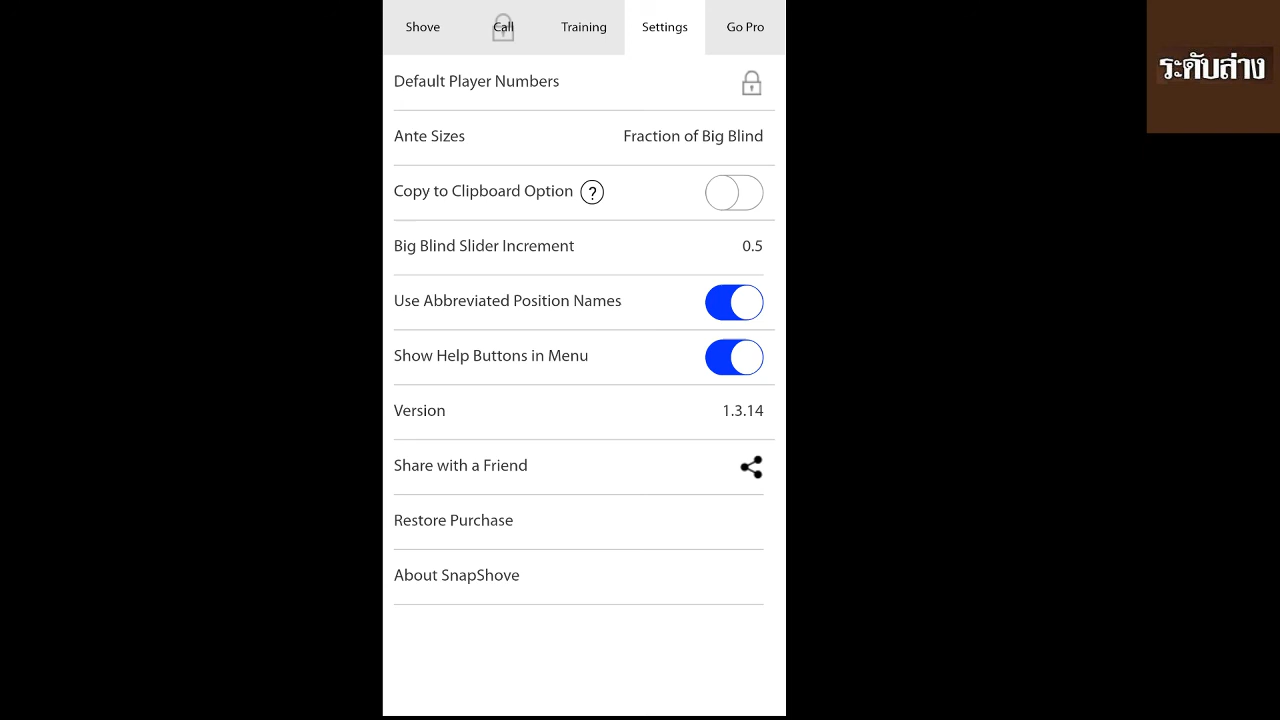 Shove Call Training Settings Go Pro
ระดับล่าง
Default Player Numbers
Ante Sizes Fraction of Big Blind
Copy to Clipboard Option ?
Big Blind Slider Increment 0.5
Use Abbreviated Position Names
Show Help Buttons in Menu
Version 1.3.14
Share with a Friend
Restore Purchase
About SnapShove